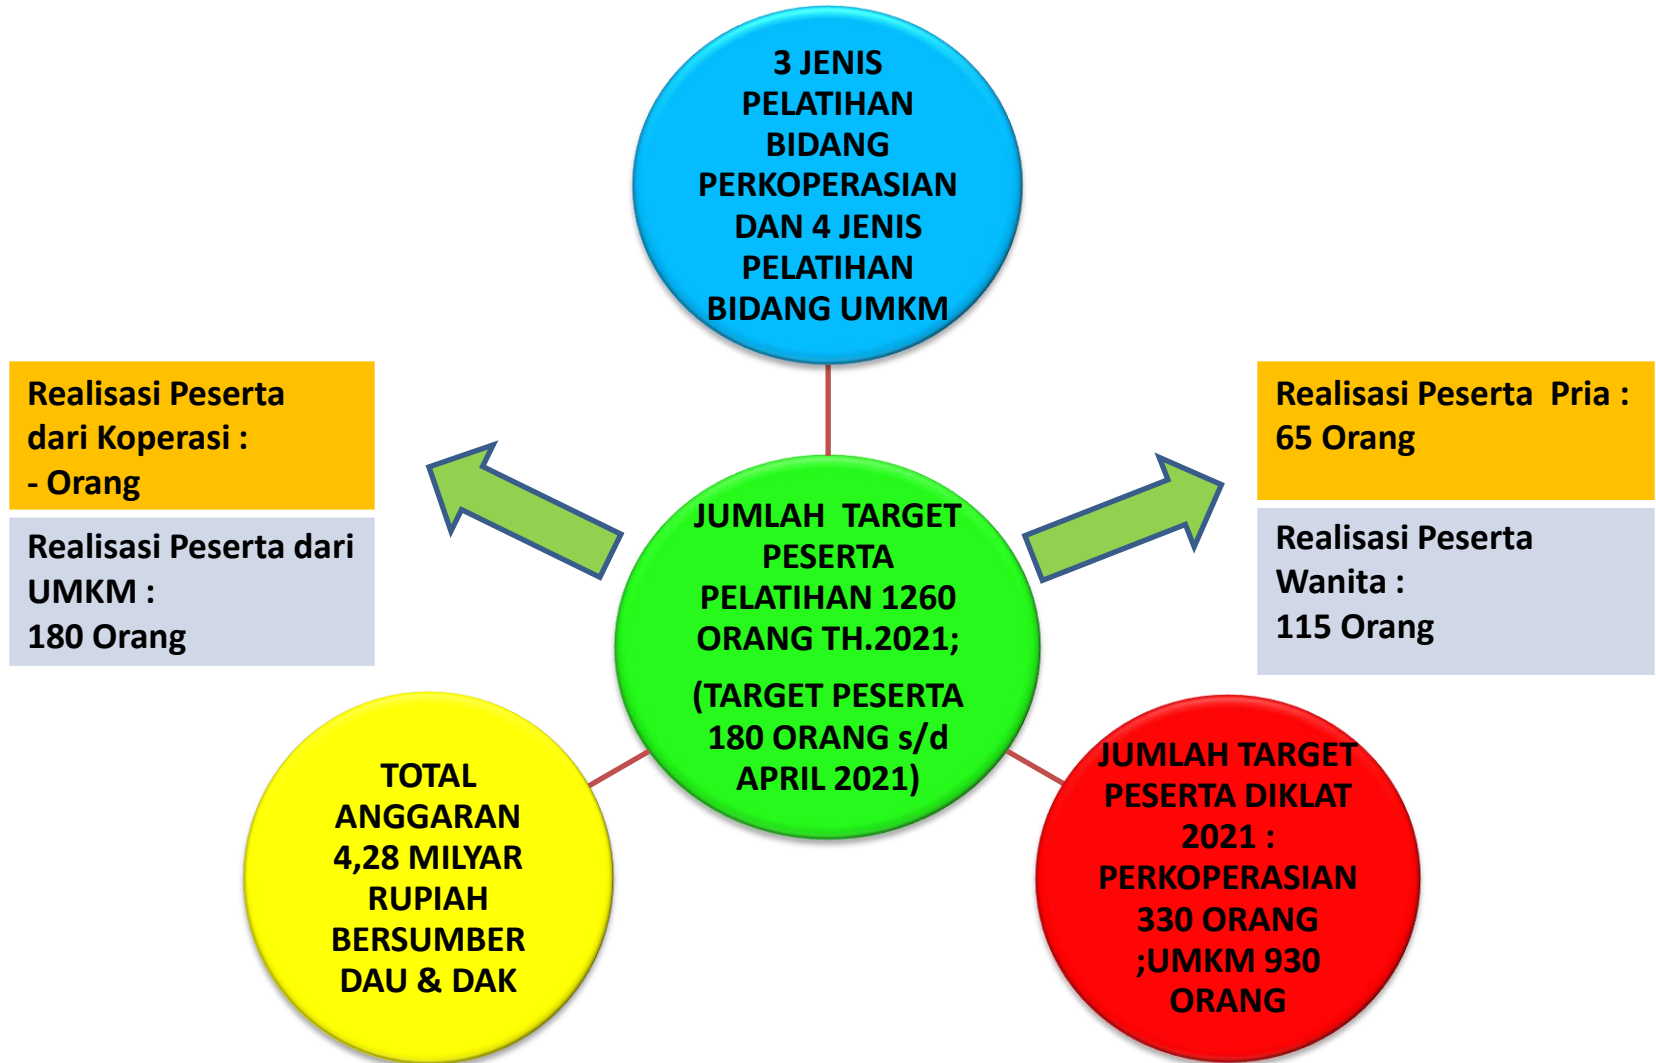 3 JENIS
PELATIHAN
BIDANG
PERKOPERASIAN
DAN 4 JENIS
PELATIHAN
BIDANG UMKM
Realisasi Peserta
dari Koperasi :
- Orang
Realisasi Peserta dari
UMKM :
180 Orang
Realisasi Peserta Pria :
65 Orang
Realisasi Peserta
Wanita :
115 Orang
JUMLAH TARGET
PESERTA
PELATIHAN 1260
ORANG TH.2021;
(TARGET PESERTA
180 ORANG s/d
APRIL 2021)
TOTAL
ANGGARAN
4,28 MILYAR
RUPIAH
BERSUMBER
DAU & DAK
JUMLAH TARGET
PESERTA DIKLAT
2021 :
PERKOPERASIAN
330 ORANG
;UMKM 930
ORANG